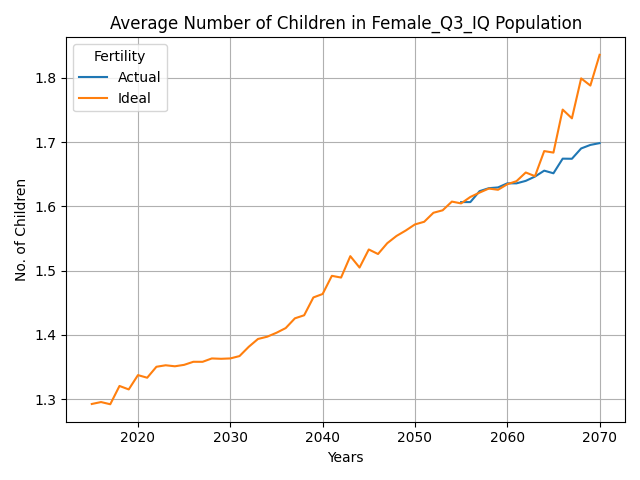 Average Number of Children in Female_Q3_IQ Population
Fertility
Actual
Ideal
No. of Children
1.8
1.7
1.6
1.5
1.4
1.3
2020 2030 2040 2050 2060 2070
Years